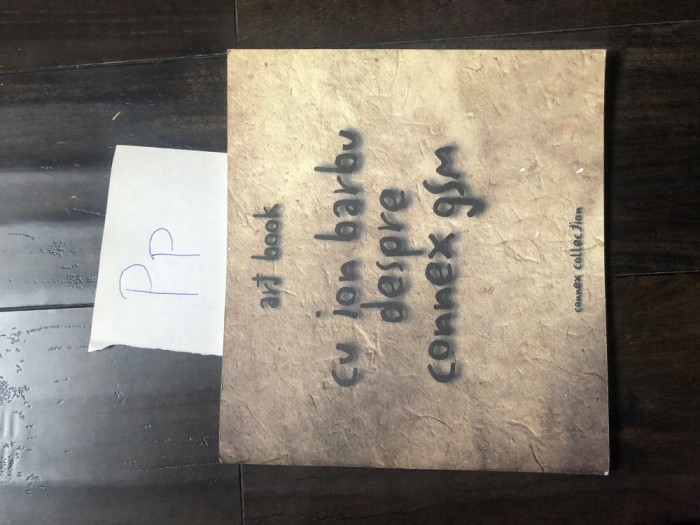 Pp
art book
cu ion barbu
despre
connex gsm
connex collection